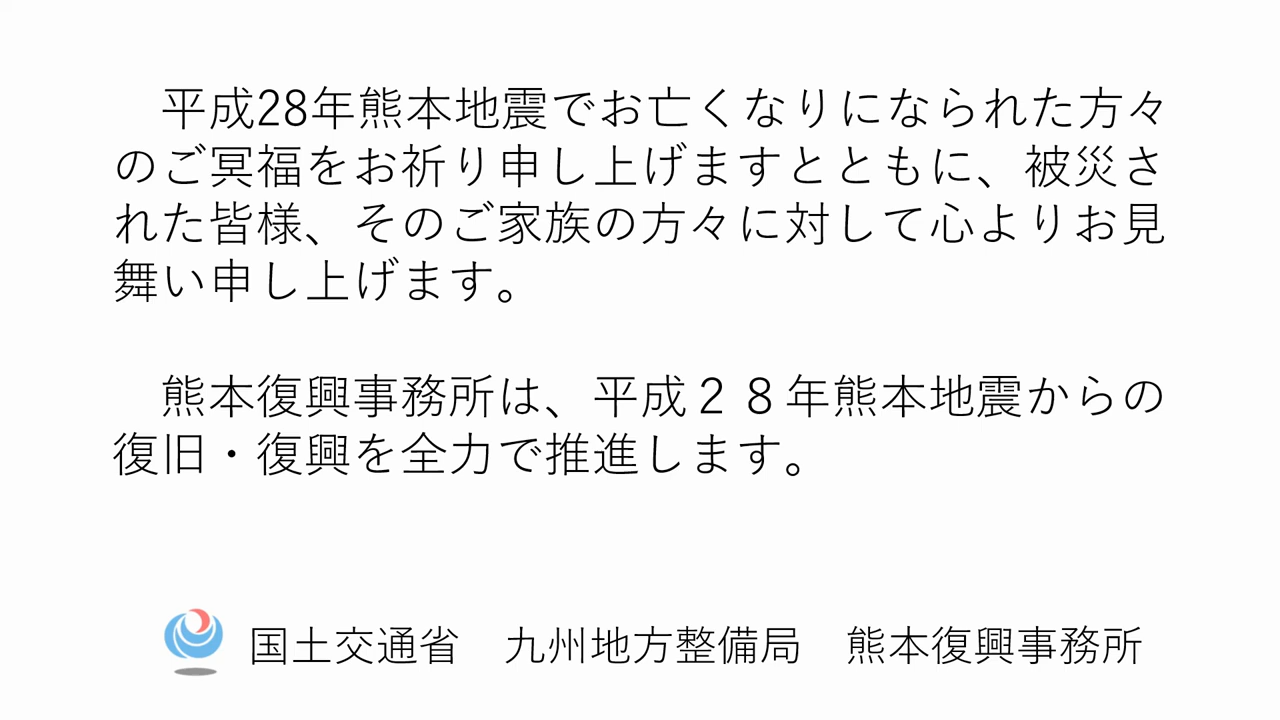 平成28年熊本地震でお亡くなりになられた方々
のご冥福をお祈り申し上げますとともに、被災さ
れた皆様、そのご家族の方々に対して心よりお見
舞い申し上げます。
　熊本復興事務所は、平成２８年熊本地震からの
復旧・復興を全力で推進します。
国土交通省　九州地方整備局　熊本復興事務所